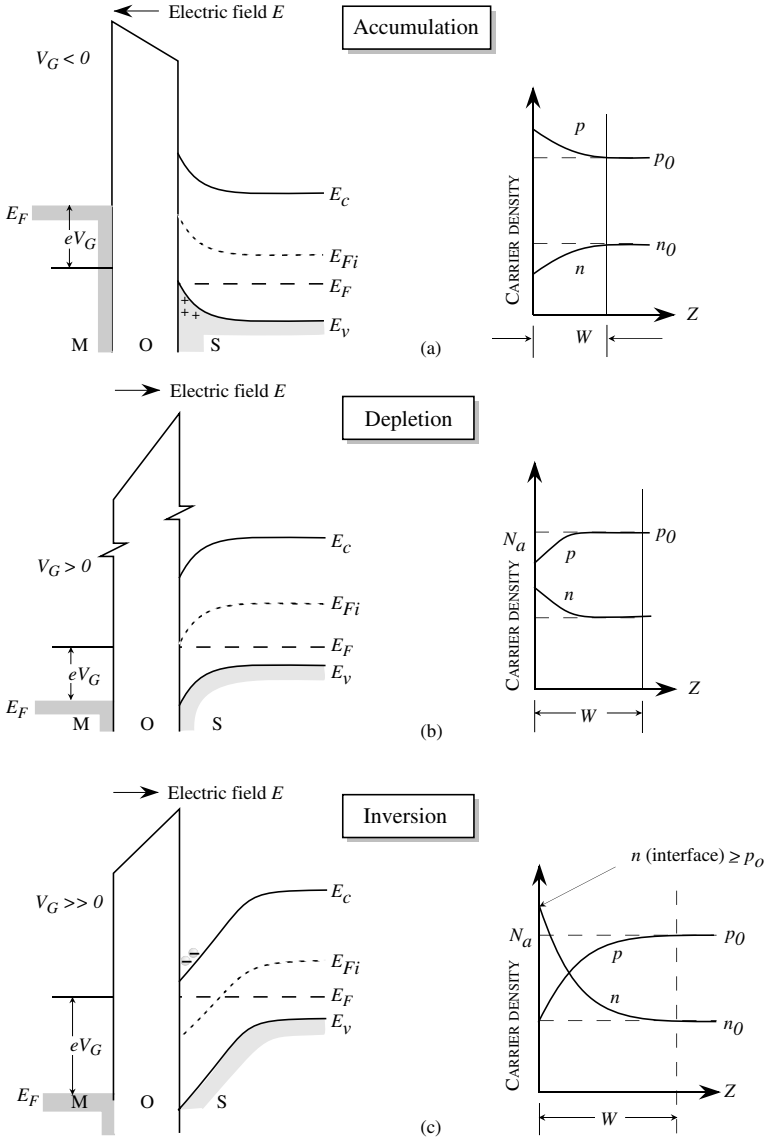 Electric field E
Accumulation
V_G < 0
p
E_c
p_0
E_F
CARRIER DENSITY
eV_G
n_0
E_Fi
n
E_F
+
+ +
E_v
Z
M O S
(a)
W
Electric field E
Depletion
E_c
N_a
p_0
p
V_G > 0
CARRIER DENSITY
E_Fi
n
E_F
eV_G
E_v
Z
E_F
M O S
W
(b)
Electric field E
Inversion
n (interface) ≥ p_o
E_c
V_G >> 0
N_a
p_0
p
E_Fi
CARRIER DENSITY
E_F
n
E_v
n_0
eV_G
Z
E_F
M O S
W
(c)